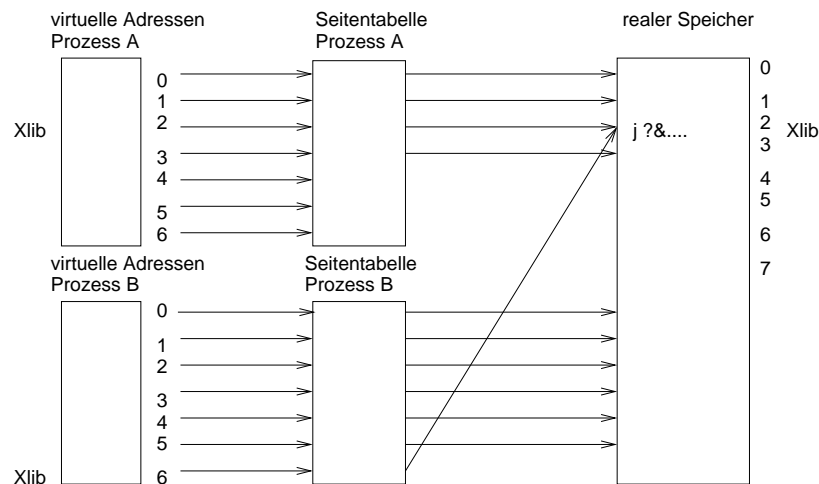 virtuelle Adressen
Prozess A
Seitentabelle
Prozess A
realer Speicher
0
1
2
3
4
5
6
Xlib
j ?&....
0
1
2
3
4
5
6
7
Xlib
virtuelle Adressen
Prozess B
Seitentabelle
Prozess B
0
1
2
3
4
5
6
Xlib